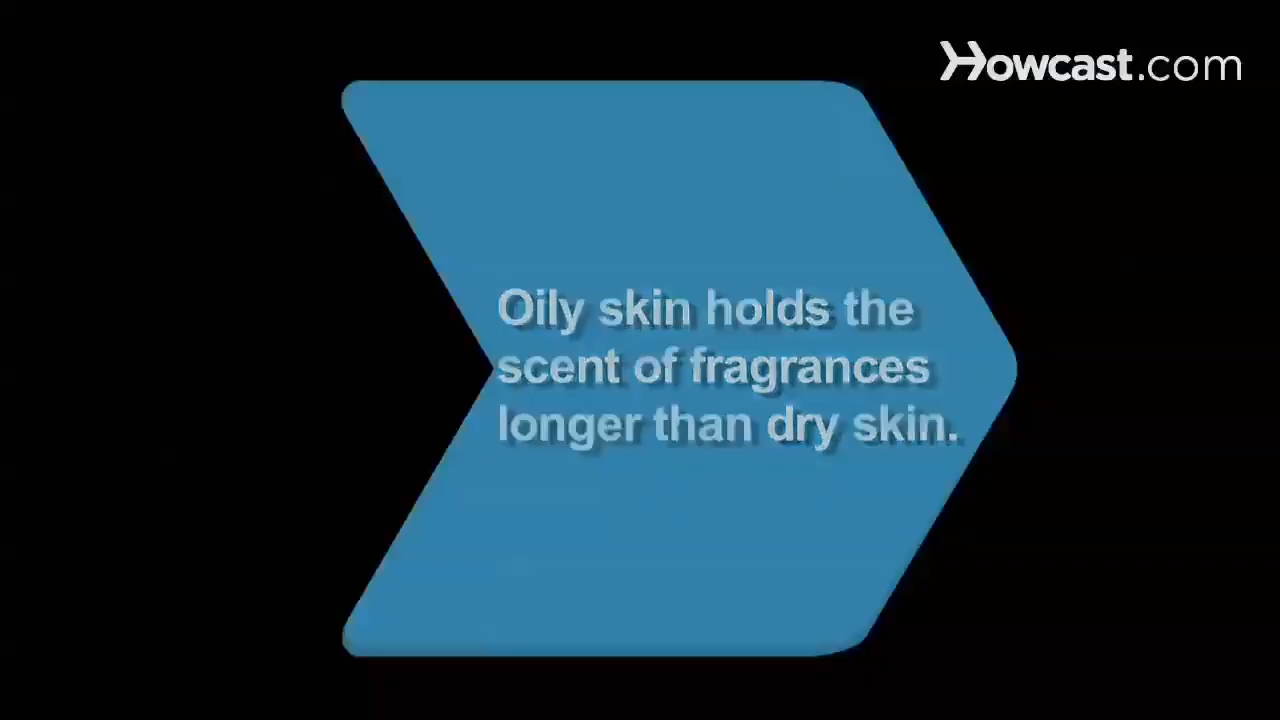 Howcast.com
Oily skin holds the
scent of fragrances
longer than dry skin.